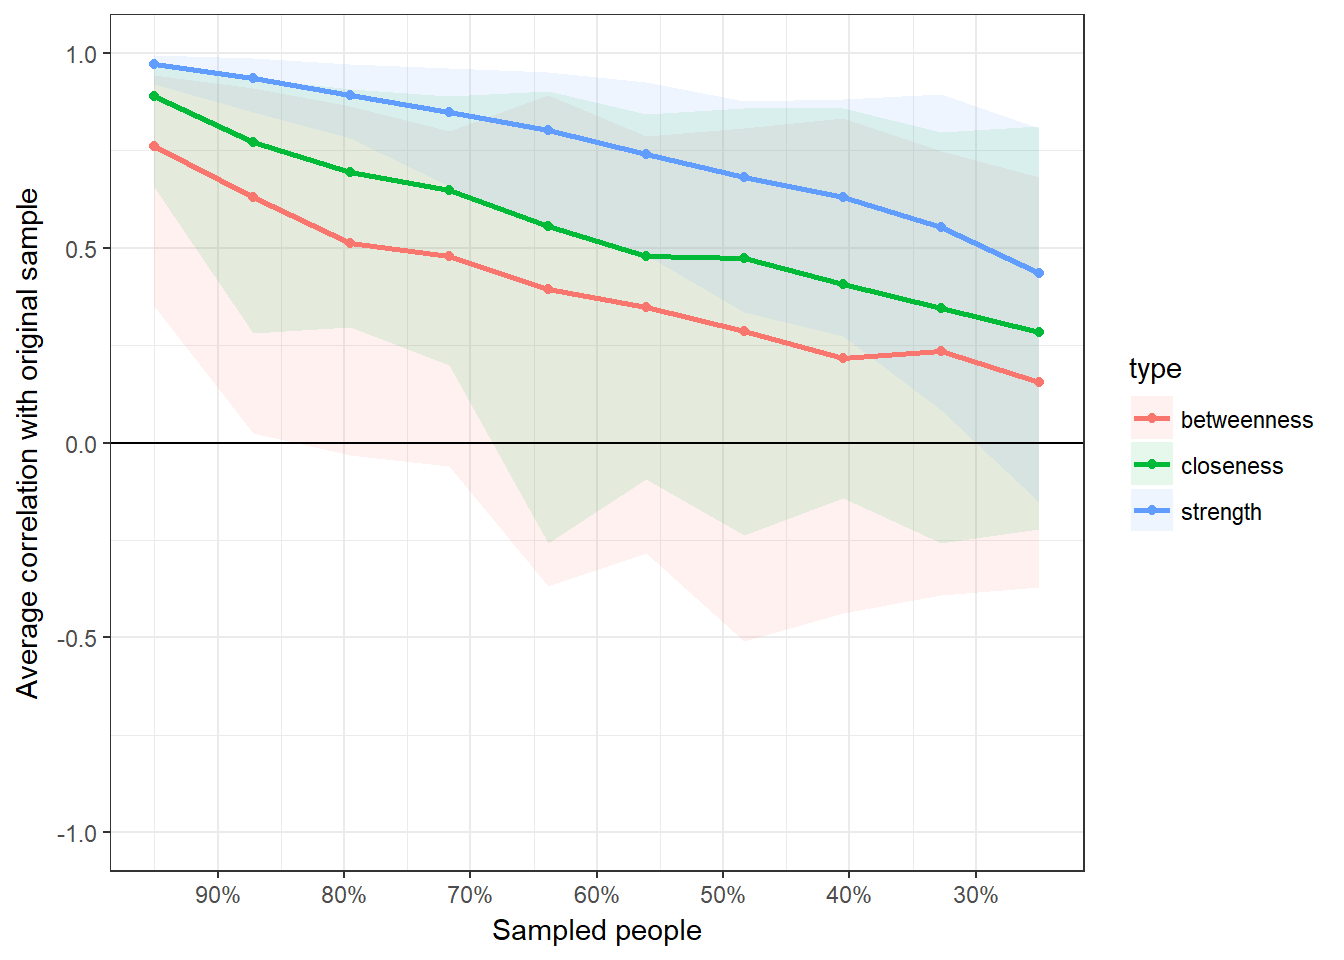 Average correlation with original sample
1.0
0.5
0.0
-0.5
-1.0
90%
80%
70%
60%
50%
40%
30%
Sampled people
type
betweenness
closeness
strength